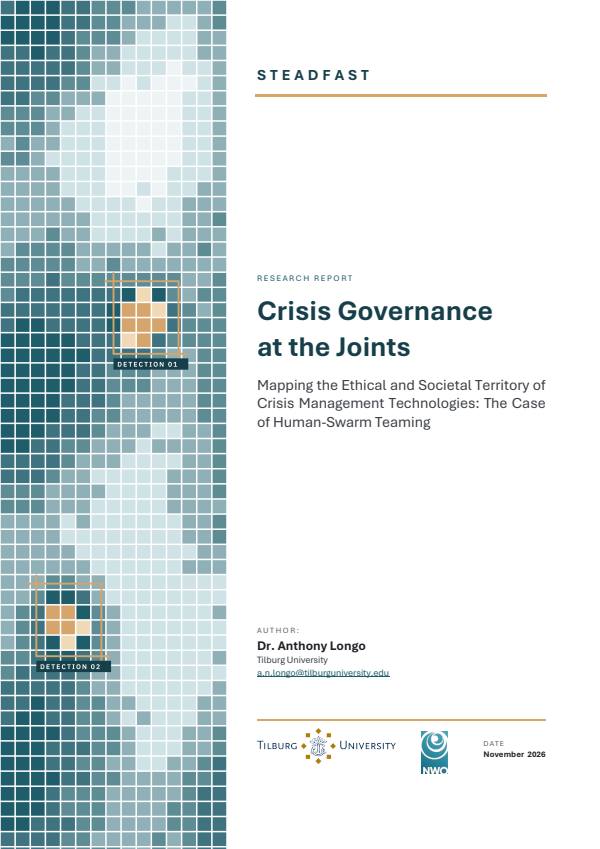 STEADFAST
RESEARCH REPORT
Crisis Governance
at the Joints
Mapping the Ethical and Societal Territory of
Crisis Management Technologies: The Case
of Human-Swarm Teaming
DETECTION 01
DETECTION 02
AUTHOR:
Dr. Anthony Longo
Tilburg University
a.n.longo@tilburguniversity.edu
TILBURG UNIVERSITY
NWO
DATE
November 2026